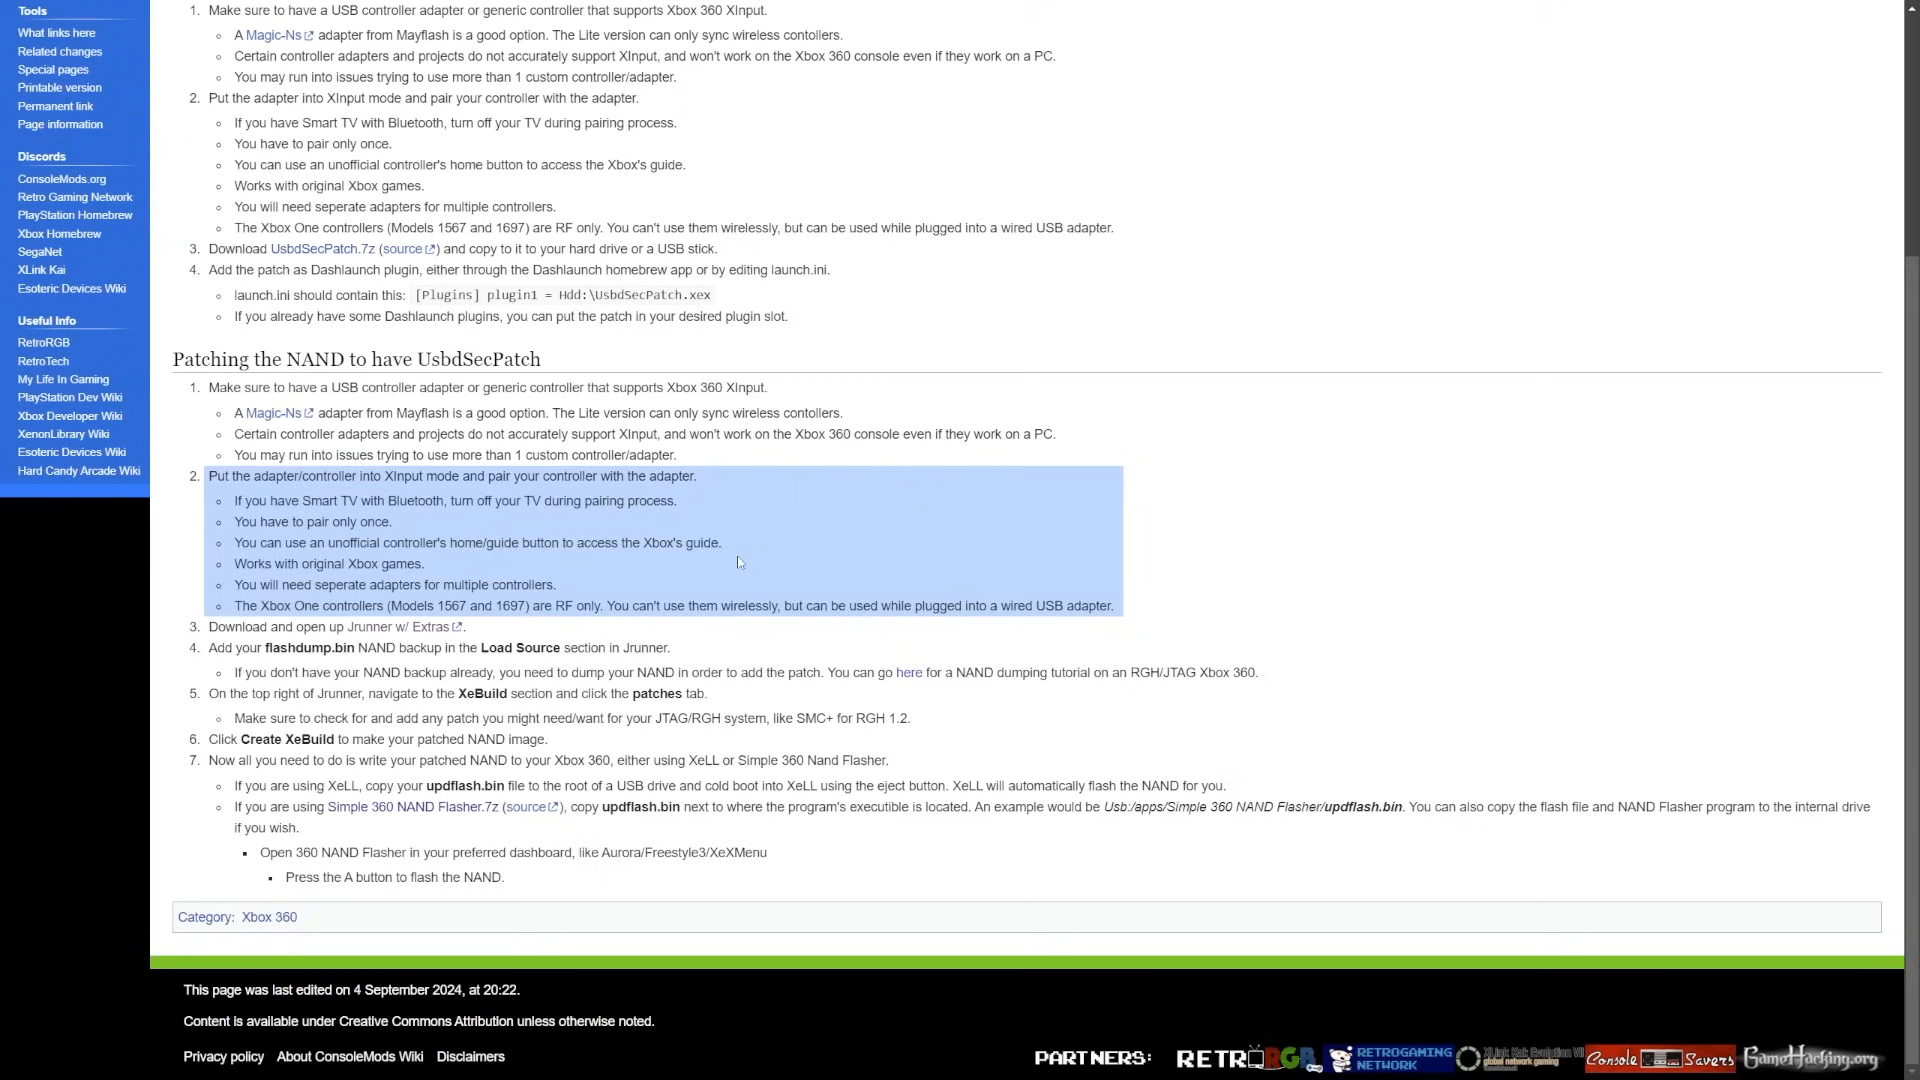 Tools
What links here
Related changes
Special pages
Printable version
Permanent link
Page information
Discords
ConsoleMods.org
Retro Gaming Network
PlayStation Homebrew
Xbox Homebrew
SegaNet
XLink Kai
Esoteric Devices Wiki
Useful Info
RetroRGB
RetroTech
My Life In Gaming
PlayStation Dev Wiki
Xbox Developer Wiki
XenonLibrary Wiki
Esoteric Devices Wiki
Hard Candy Arcade Wiki
1. Make sure to have a USB controller adapter or generic controller that supports Xbox 360 XInput.
A Magic-Ns adapter from Mayflash is a good option. The Lite version can only sync wireless contollers.
Certain controller adapters and projects do not accurately support XInput, and won't work on the Xbox 360 console even if they work on a PC.
You may run into issues trying to use more than 1 custom controller/adapter.
2. Put the adapter into XInput mode and pair your controller with the adapter.
If you have Smart TV with Bluetooth, turn off your TV during pairing process.
You have to pair only once.
You can use an unofficial controller's home button to access the Xbox's guide.
Works with original Xbox games.
You will need seperate adapters for multiple controllers.
The Xbox One controllers (Models 1567 and 1697) are RF only. You can't use them wirelessly, but can be used while plugged into a wired USB adapter.
3. Download UsbdSecPatch.7z (source) and copy to it to your hard drive or a USB stick.
4. Add the patch as Dashlaunch plugin, either through the Dashlaunch homebrew app or by editing launch.ini.
launch.ini should contain this: [Plugins] plugin1 = Hdd:\UsbdSecPatch.xex
If you already have some Dashlaunch plugins, you can put the patch in your desired plugin slot.
Patching the NAND to have UsbdSecPatch
1. Make sure to have a USB controller adapter or generic controller that supports Xbox 360 XInput.
A Magic-Ns adapter from Mayflash is a good option. The Lite version can only sync wireless contollers.
Certain controller adapters and projects do not accurately support XInput, and won't work on the Xbox 360 console even if they work on a PC.
You may run into issues trying to use more than 1 custom controller/adapter.
2. Put the adapter/controller into XInput mode and pair your controller with the adapter.
If you have Smart TV with Bluetooth, turn off your TV during pairing process.
You have to pair only once.
You can use an unofficial controller's home/guide button to access the Xbox's guide.
Works with original Xbox games.
You will need seperate adapters for multiple controllers.
The Xbox One controllers (Models 1567 and 1697) are RF only. You can't use them wirelessly, but can be used while plugged into a wired USB adapter.
3. Download and open up Jrunner w/ Extras.
4. Add your flashdump.bin NAND backup in the Load Source section in Jrunner.
If you don't have your NAND backup already, you need to dump your NAND in order to add the patch. You can go here for a NAND dumping tutorial on an RGH/JTAG Xbox 360.
5. On the top right of Jrunner, navigate to the XeBuild section and click the patches tab.
Make sure to check for and add any patch you might need/want for your JTAG/RGH system, like SMC+ for RGH 1.2.
6. Click Create XeBuild to make your patched NAND image.
7. Now all you need to do is write your patched NAND to your Xbox 360, either using XeLL or Simple 360 Nand Flasher.
If you are using XeLL, copy your updflash.bin file to the root of a USB drive and cold boot into XeLL using the eject button. XeLL will automatically flash the NAND for you.
If you are using Simple 360 NAND Flasher.7z (source), copy updflash.bin next to where the program's executible is located. An example would be Usb:/apps/Simple 360 NAND Flasher/updflash.bin. You can also copy the flash file and NAND Flasher program to the internal drive
if you wish.
Open 360 NAND Flasher in your preferred dashboard, like Aurora/Freestyle3/XeXMenu
Press the A button to flash the NAND.
Category: Xbox 360
This page was last edited on 4 September 2024, at 20:22.
Content is available under Creative Commons Attribution unless otherwise noted.
Privacy policy About ConsoleMods Wiki Disclaimers
PARTNERS: RETRO RGB RETROGAMING NETWORK XLink Kai Evolution VII global network gaming Console Savers GameHacking.org